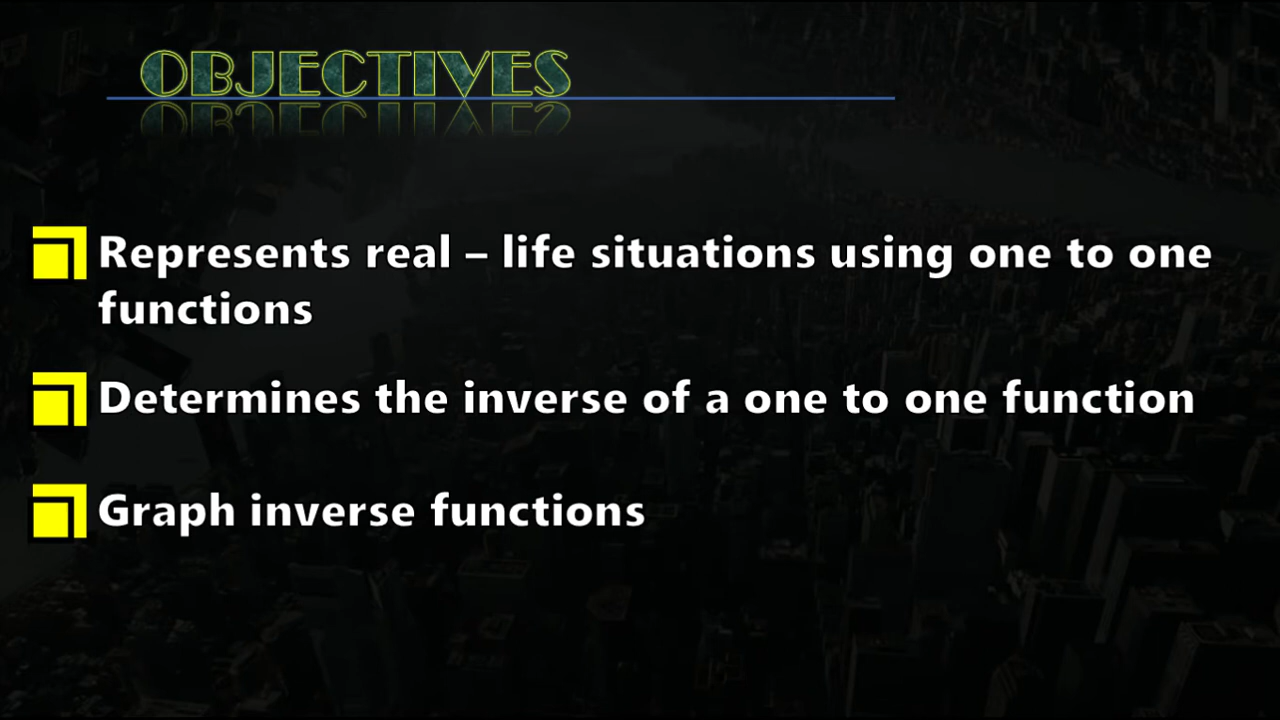 OBJECTIVES
Represents real – life situations using one to one
functions
Determines the inverse of a one to one function
Graph inverse functions